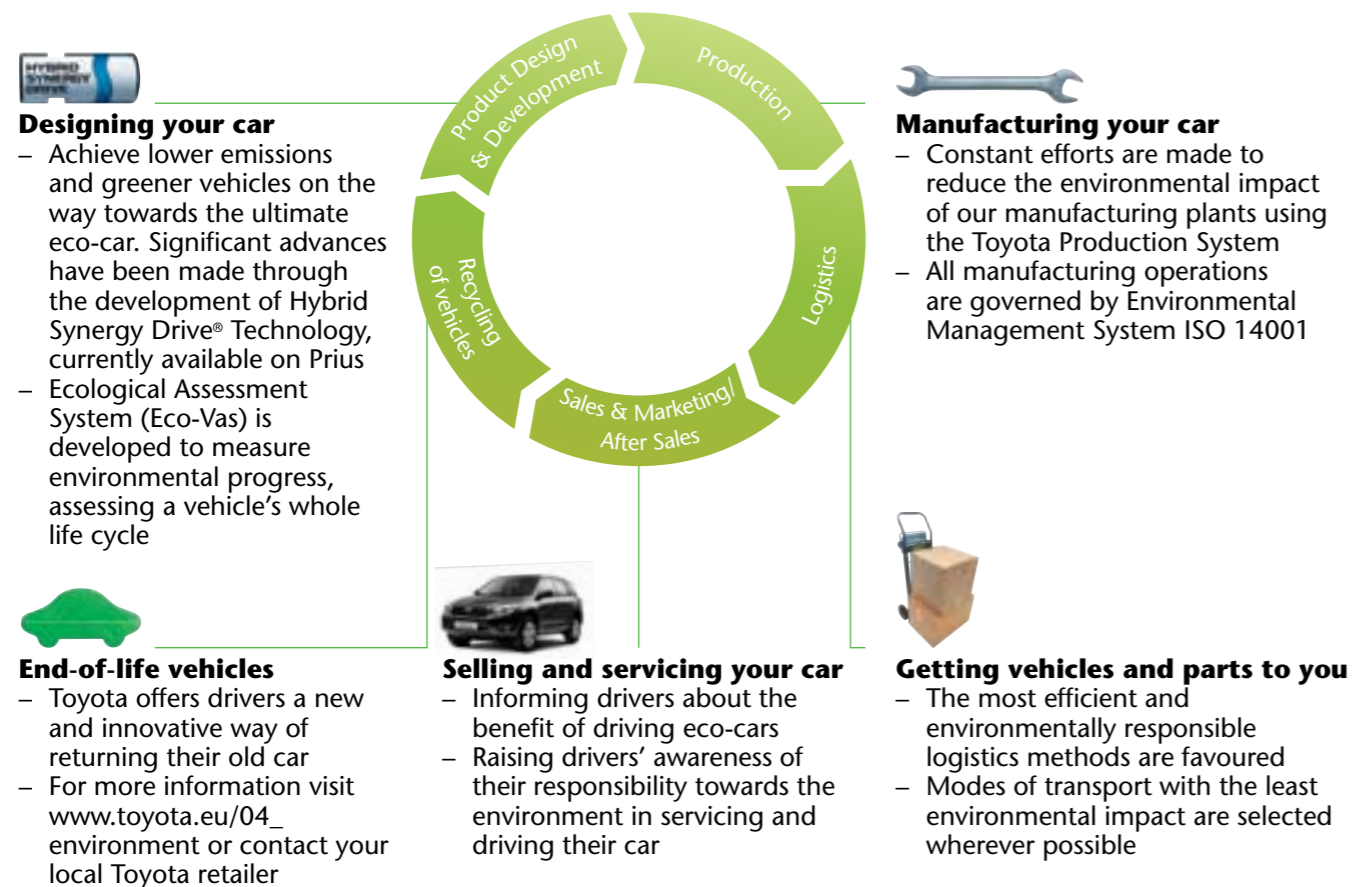 Product Design
& Development
Production
Logistics
Sales & Marketing/
After Sales
Recycling
of vehicles
HYBRID
SYNERGY
DRIVE
Designing your car
– Achieve lower emissions
and greener vehicles on the
way towards the ultimate
eco-car. Significant advances
have been made through
the development of Hybrid
Synergy Drive® Technology,
currently available on Prius
– Ecological Assessment
System (Eco-Vas) is
developed to measure
environmental progress,
assessing a vehicle’s whole
life cycle
Manufacturing your car
– Constant efforts are made to
reduce the environmental impact
of our manufacturing plants using
the Toyota Production System
– All manufacturing operations
are governed by Environmental
Management System ISO 14001
End-of-life vehicles
– Toyota offers drivers a new
and innovative way of
returning their old car
– For more information visit
www.toyota.eu/04_
environment or contact your
local Toyota retailer
Selling and servicing your car
– Informing drivers about the
benefit of driving eco-cars
– Raising drivers’ awareness of
their responsibility towards the
environment in servicing and
driving their car
Getting vehicles and parts to you
– The most efficient and
environmentally responsible
logistics methods are favoured
– Modes of transport with the least
environmental impact are selected
wherever possible